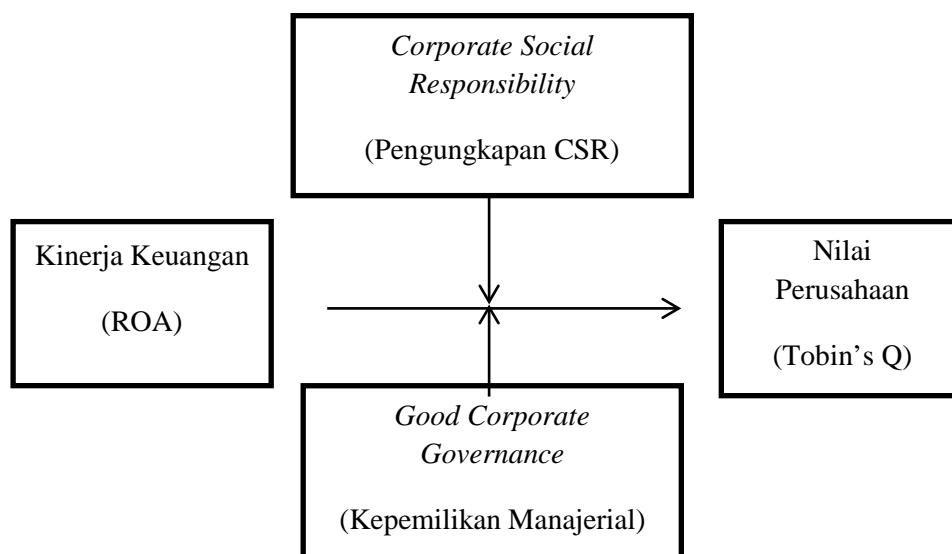 Corporate Social
Responsibility
(Pengungkapan CSR)
Kinerja Keuangan
(ROA)
Nilai
Perusahaan
(Tobin’s Q)
Good Corporate
Governance
(Kepemilikan Manajerial)